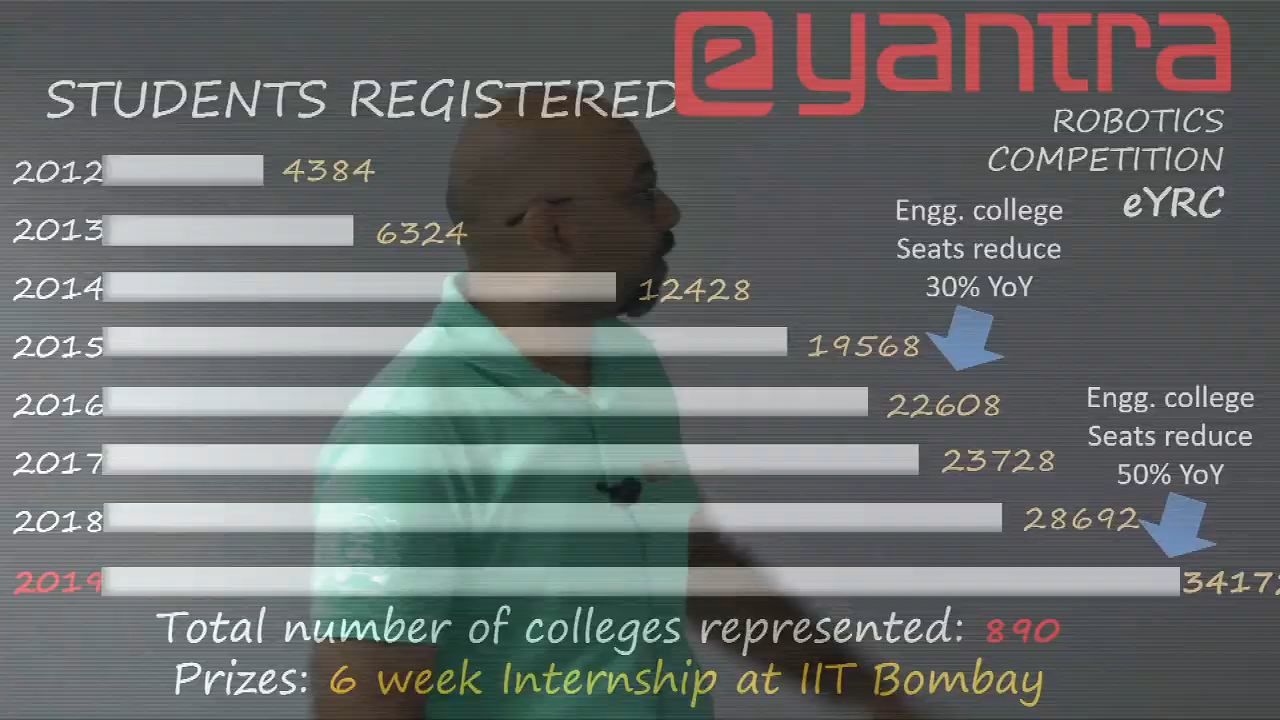 eyantra
STUDENTS REGISTERED
ROBOTICS
COMPETITION
eYRC
2012 4384
2013 6324
2014 12428
2015 19568
2016 22608
2017 23728
2018 28692
2019
Engg. college
Seats reduce
30% YoY
Engg. college
Seats reduce
50% YoY
Total number of colleges represented: 890
Prizes: 6 week Internship at IIT Bombay